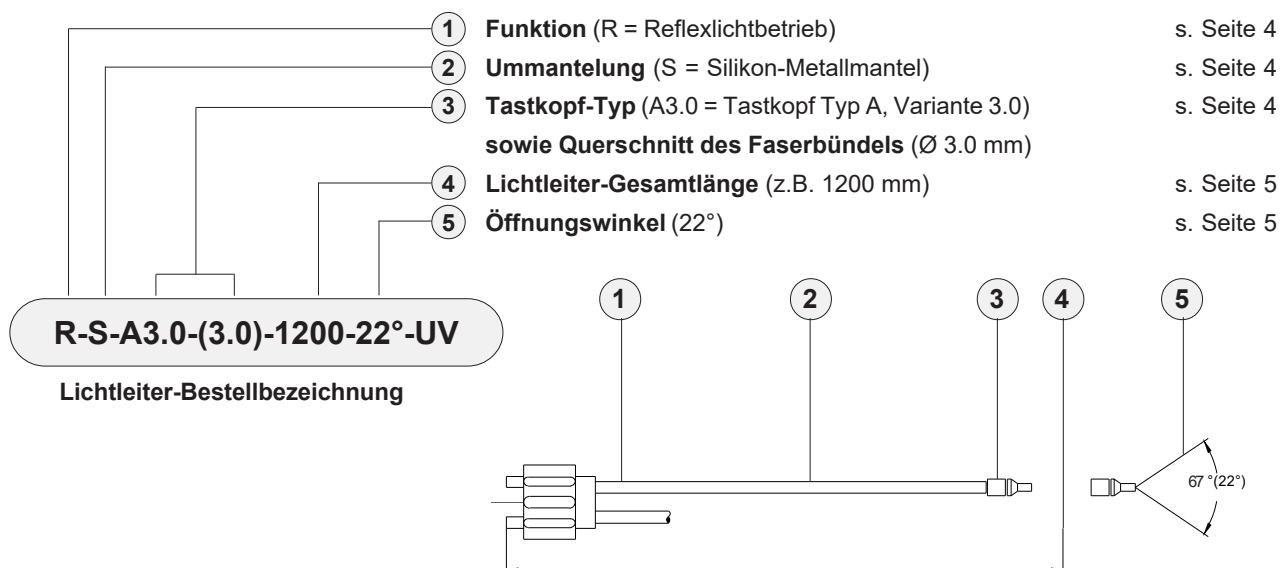 1 Funktion (R = Reflexlichtbetrieb) s. Seite 4
2 Ummantelung (S = Silikon-Metallmantel) s. Seite 4
3 Tastkopf-Typ (A3.0 = Tastkopf Typ A, Variante 3.0) s. Seite 4
sowie Querschnitt des Faserbündels (Ø 3.0 mm)
4 Lichtleiter-Gesamtlänge (z.B. 1200 mm) s. Seite 5
5 Öffnungswinkel (22°) s. Seite 5
1 2 3 4 5
R-S-A3.0-(3.0)-1200-22°-UV
Lichtleiter-Bestellbezeichnung
67°(22°)